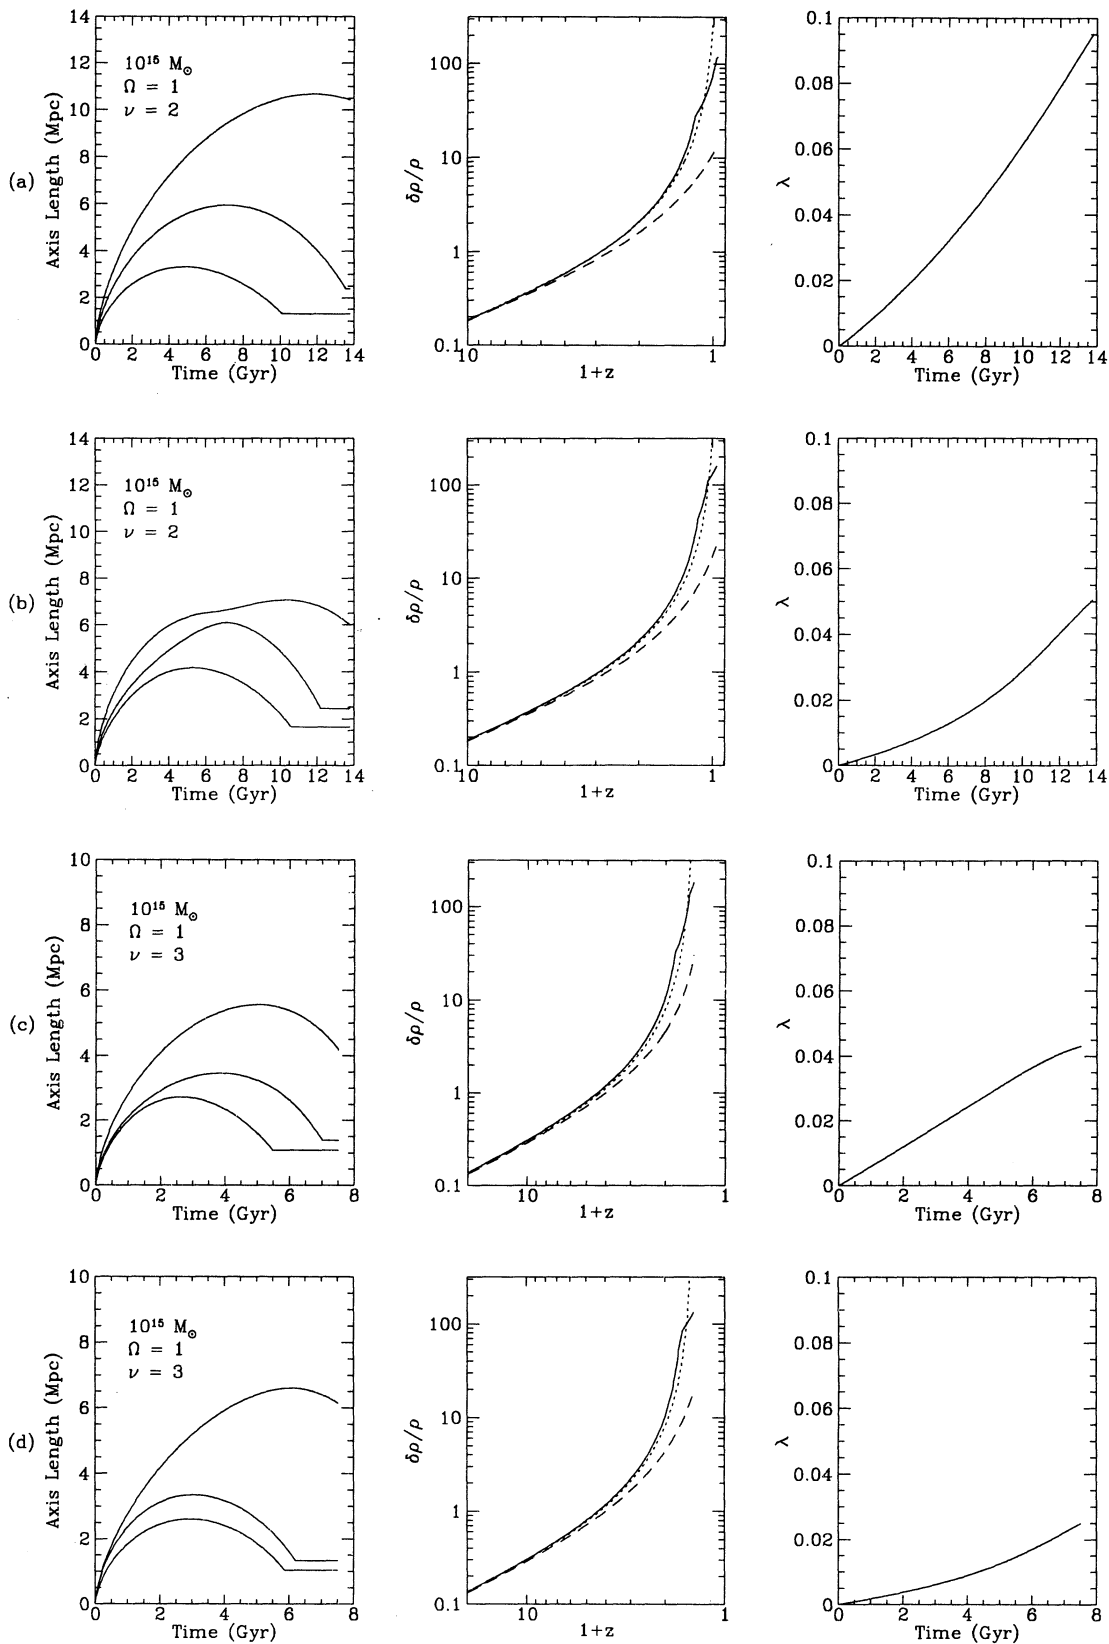 (a)
Axis Length (Mpc)
14
12
10
8
6
4
2
0
10¹⁵ M☉
Ω = 1
ν = 2
0 2 4 6 8 10 12 14
Time (Gyr)
δρ/ρ
100
10
1
0.1
10 1
1+z
λ
0.1
0.08
0.06
0.04
0.02
0
0 2 4 6 8 10 12 14
Time (Gyr)
(b)
Axis Length (Mpc)
14
12
10
8
6
4
2
0
10¹⁵ M☉
Ω = 1
ν = 2
0 2 4 6 8 10 12 14
Time (Gyr)
δρ/ρ
100
10
1
0.1
10 1
1+z
λ
0.1
0.08
0.06
0.04
0.02
0
0 2 4 6 8 10 12 14
Time (Gyr)
(c)
Axis Length (Mpc)
10
8
6
4
2
0
10¹⁵ M☉
Ω = 1
ν = 3
0 2 4 6 8
Time (Gyr)
δρ/ρ
100
10
1
0.1
10 1
1+z
λ
0.1
0.08
0.06
0.04
0.02
0
0 2 4 6 8
Time (Gyr)
(d)
Axis Length (Mpc)
10
8
6
4
2
0
10¹⁵ M☉
Ω = 1
ν = 3
0 2 4 6 8
Time (Gyr)
δρ/ρ
100
10
1
0.1
10 1
1+z
λ
0.1
0.08
0.06
0.04
0.02
0
0 2 4 6 8
Time (Gyr)